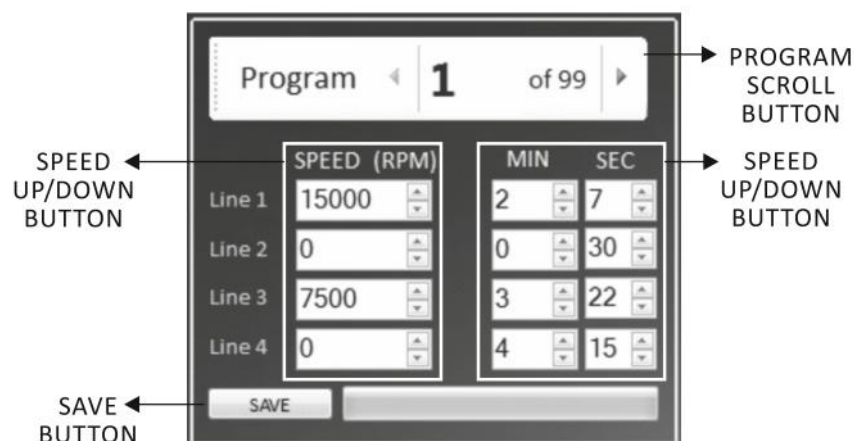 Program 1 of 99
PROGRAM
SCROLL
BUTTON
SPEED
UP/DOWN
BUTTON
SPEED (RPM) MIN SEC
SPEED
UP/DOWN
BUTTON
Line 1 15000 2 7
Line 2 0 0 30
Line 3 7500 3 22
Line 4 0 4 15
SAVE
BUTTON
SAVE